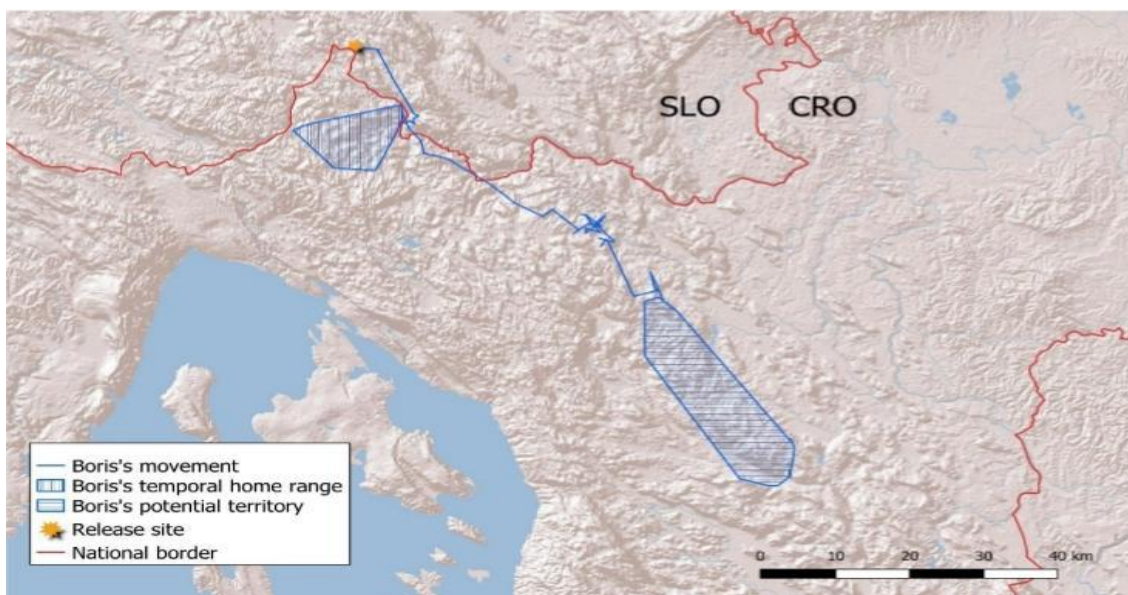 SLO CRO
Boris's movement
Boris's temporal home range
Boris's potential territory
Release site
National border
0 10 20 30 40 km